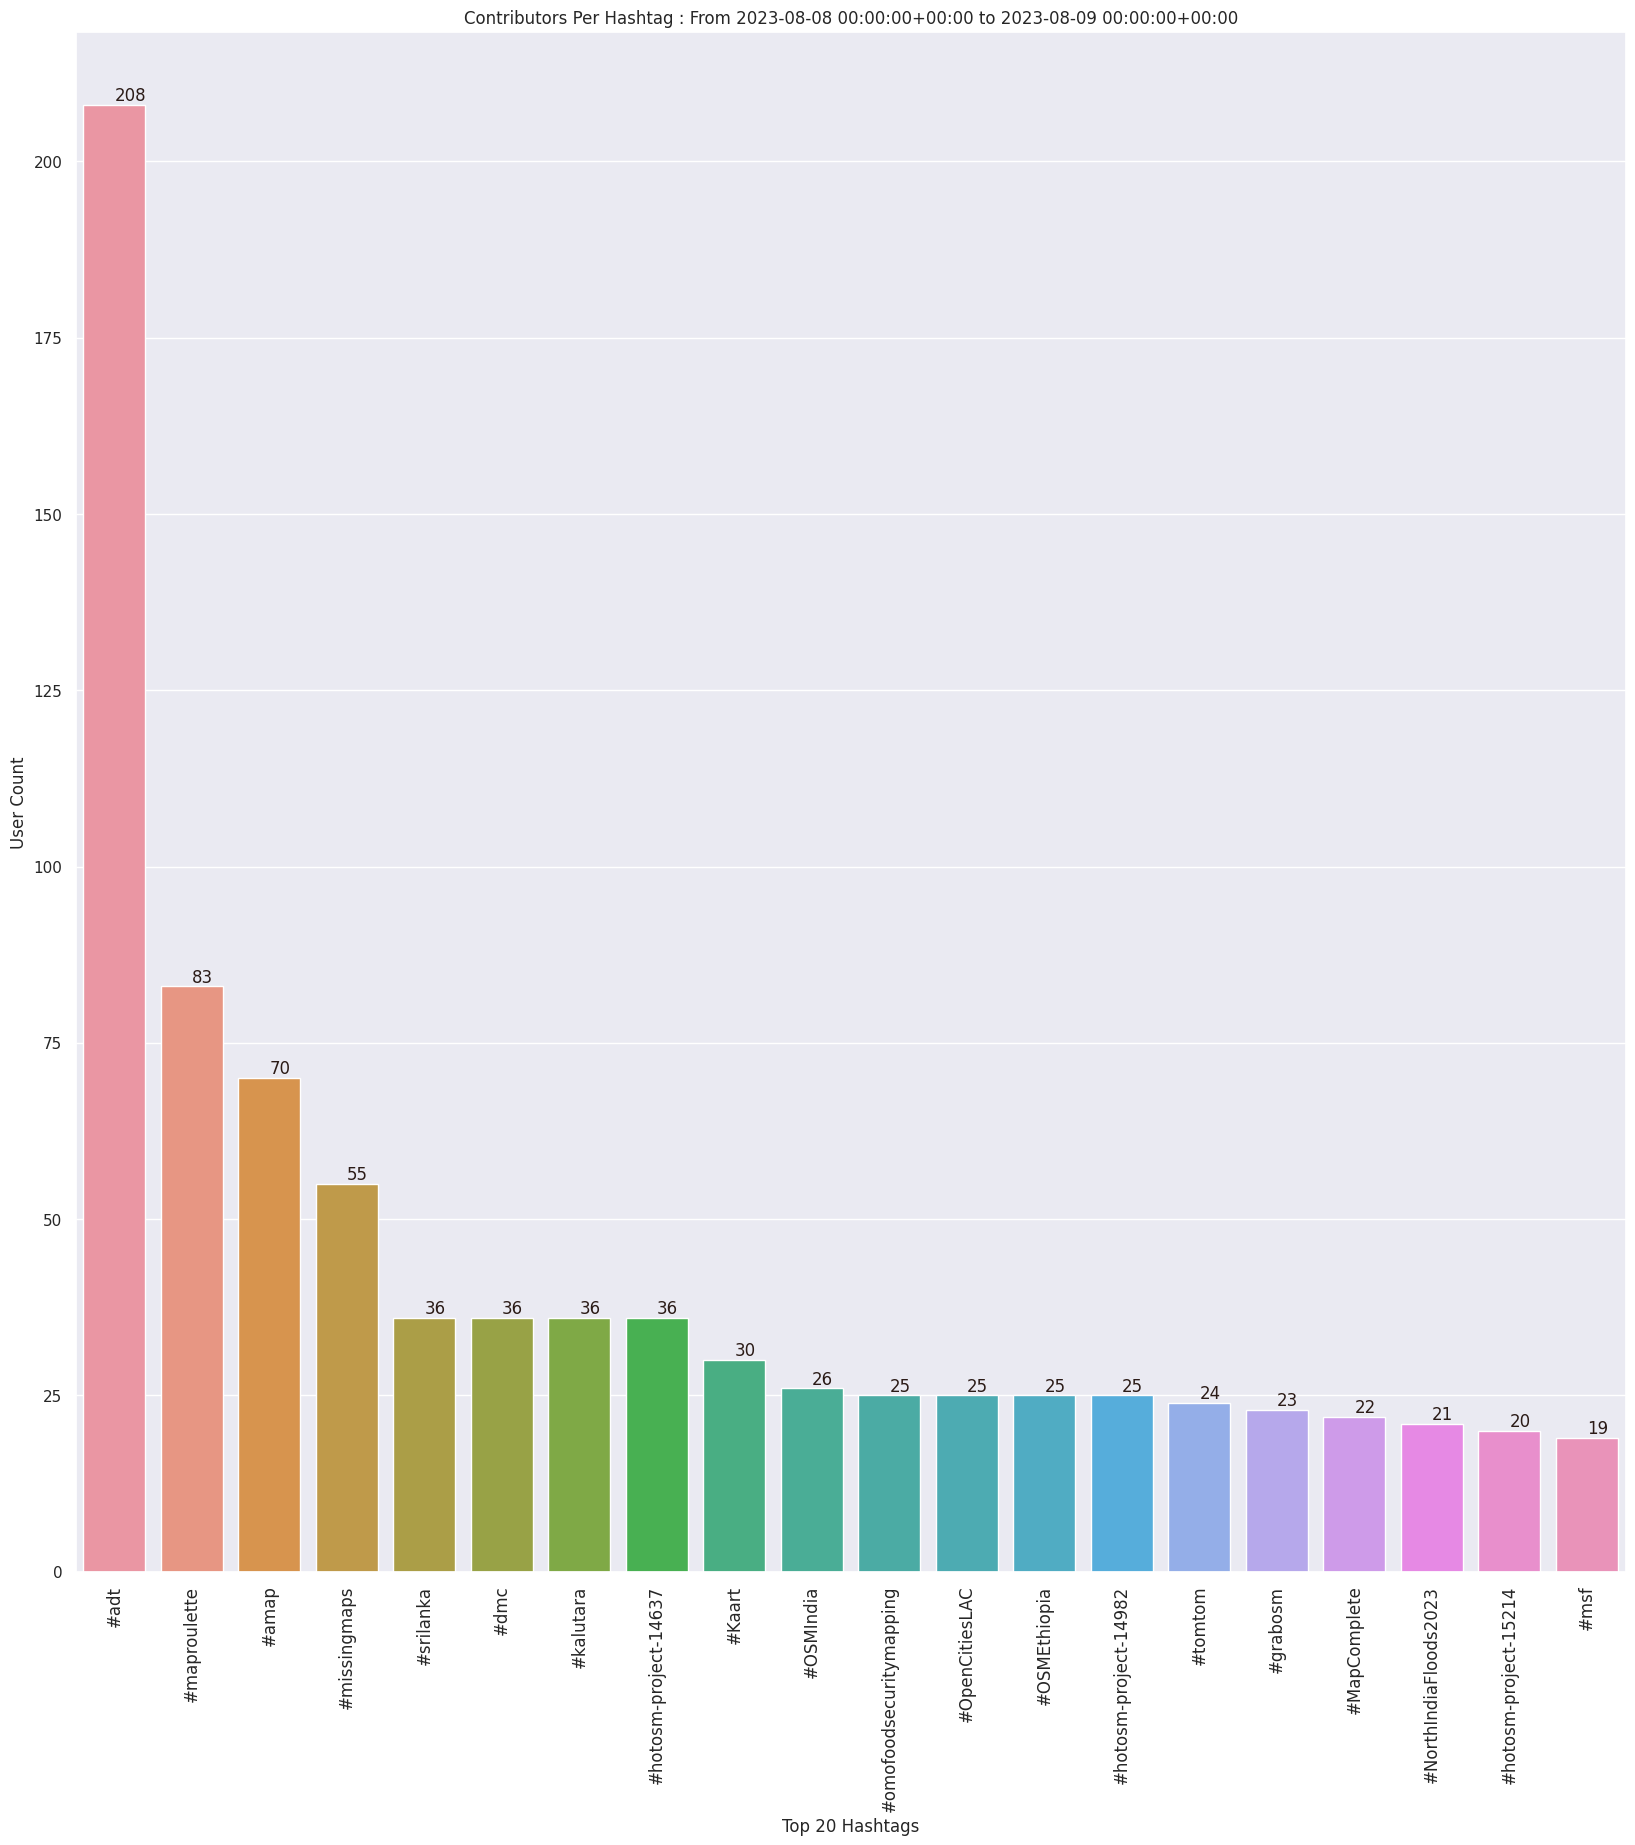 Contributors Per Hashtag : From 2023-08-08 00:00:00+00:00 to 2023-08-09 00:00:00+00:00
User Count
200
175
150
125
100
75
50
25
0
208
83
70
55
36
36
36
36
30
26
25
25
25
25
24
23
22
21
20
19
#adt
#maproulette
#amap
#missingmaps
#srilanka
#dmc
#kalutara
#hotosm-project-14637
#Kaart
#OSMIndia
#omofoodsecuritymapping
#OpenCitiesLAC
#OSMEthiopia
#hotosm-project-14982
#tomtom
#grabosm
#MapComplete
#NorthIndiaFloods2023
#hotosm-project-15214
#msf
Top 20 Hashtags